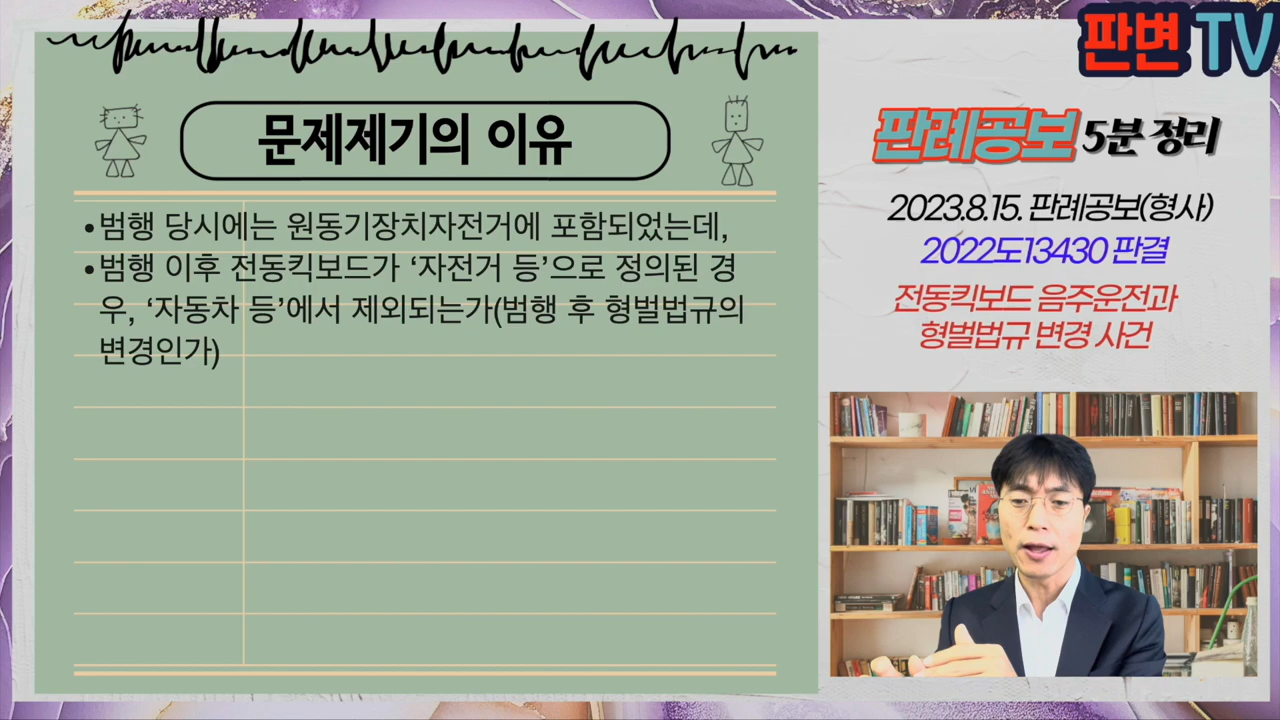 문제제기의 이유
•범행 당시에는 원동기장치자전거에 포함되었는데,
•범행 이후 전동킥보드가 ‘자전거 등’으로 정의된 경
우, ‘자동차 등’에서 제외되는가(범행 후 형벌법규의
변경인가)
판변 TV
판례공보 5분 정리
2023.8.15. 판례공보(형사)
2022도13430 판결
전동킥보드 음주운전과
형벌법규 변경 사건